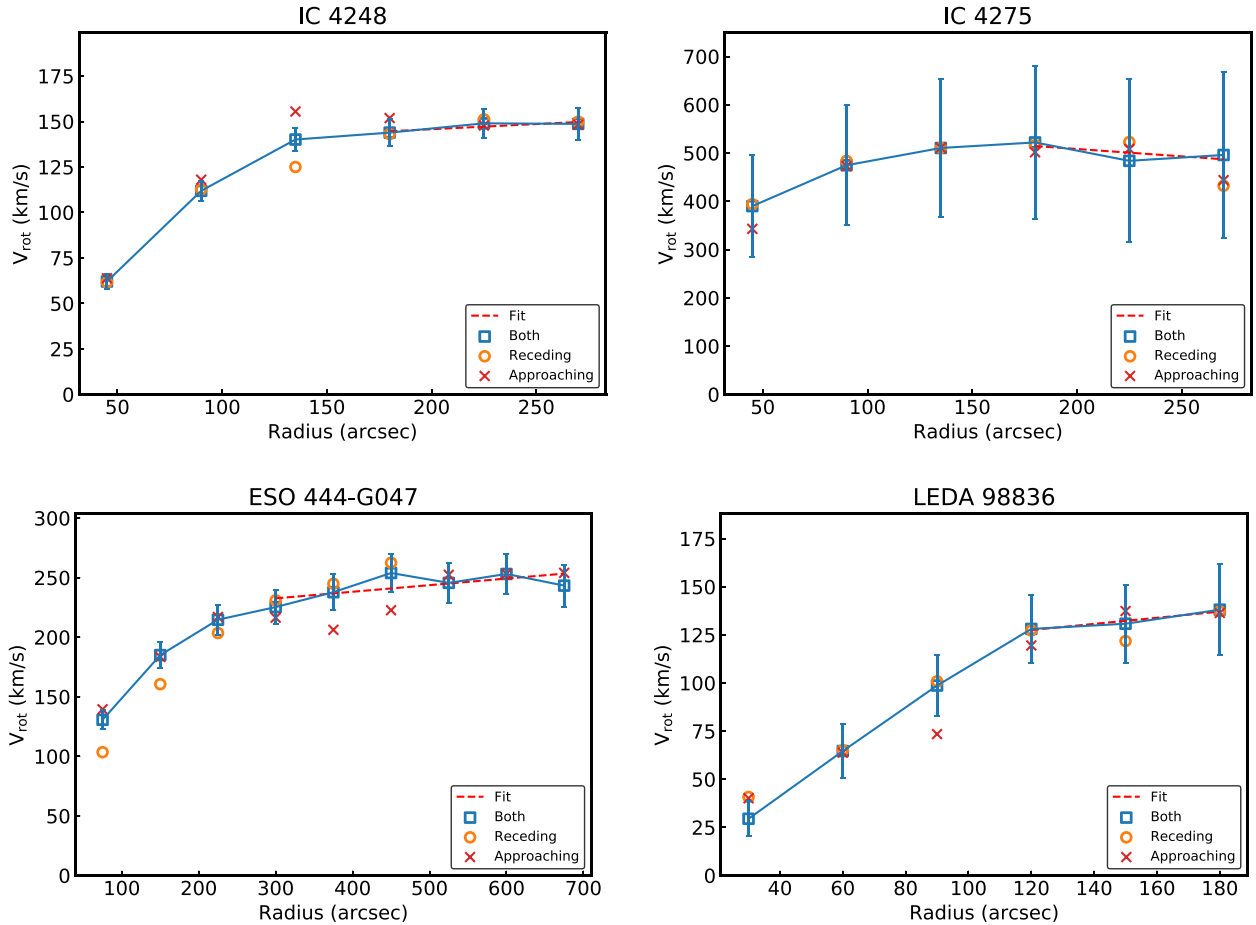 IC 4248
175
150
125
100
75
50
25
0
V_rot (km/s)
50 100 150 200 250
Radius (arcsec)
Fit
Both
Receding
Approaching
IC 4275
700
600
500
400
300
200
100
0
V_rot (km/s)
50 100 150 200 250
Radius (arcsec)
Fit
Both
Receding
Approaching
ESO 444-G047
300
250
200
150
100
50
0
V_rot (km/s)
100 200 300 400 500 600 700
Radius (arcsec)
Fit
Both
Receding
Approaching
LEDA 98836
175
150
125
100
75
50
25
0
V_rot (km/s)
40 60 80 100 120 140 160 180
Radius (arcsec)
Fit
Both
Receding
Approaching